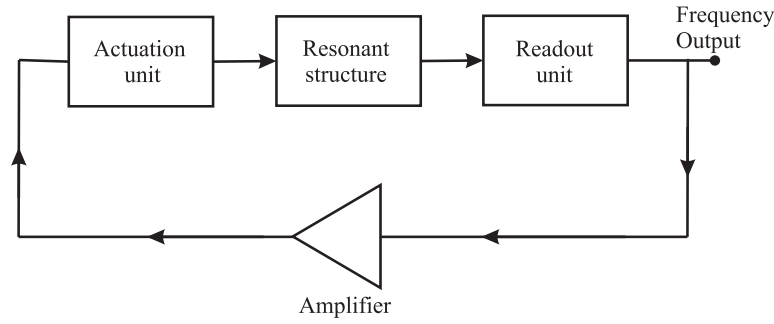 Frequency
Output
Actuation
unit
Resonant
structure
Readout
unit
Amplifier